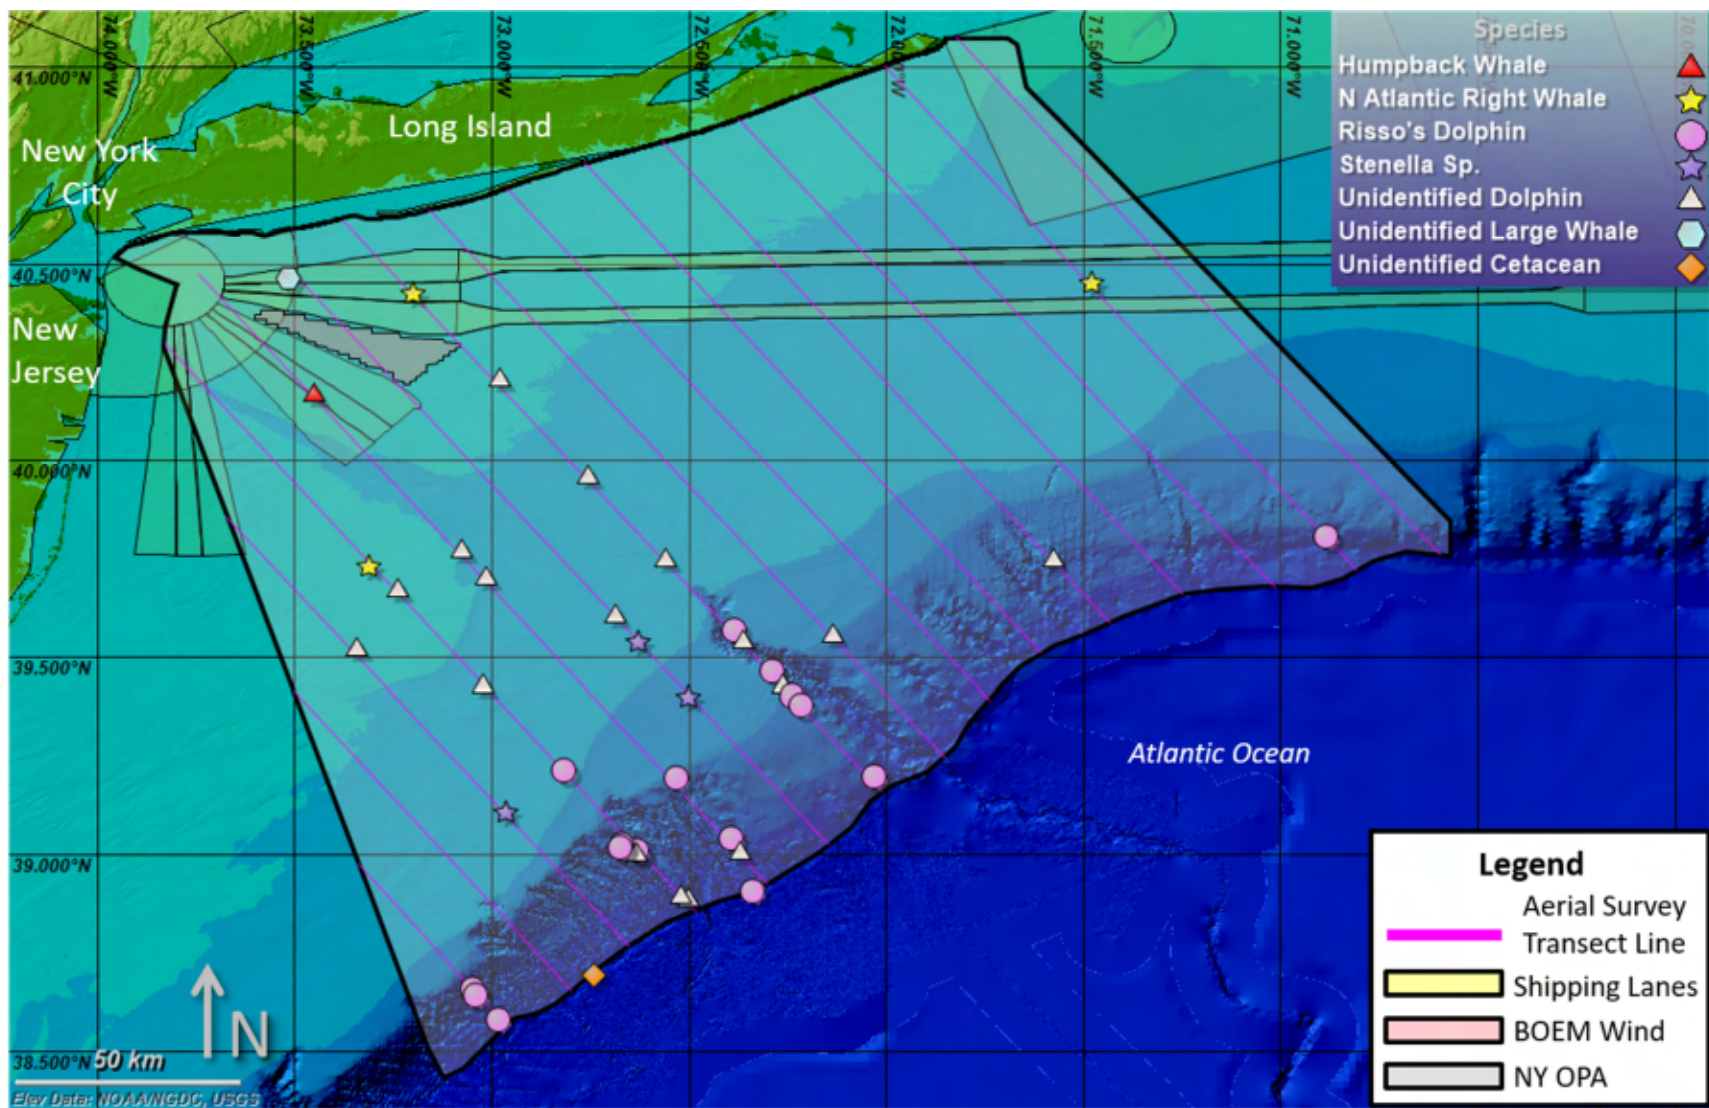 74.000°W
73.500°W
73.000°W
72.500°W
72.000°W
71.500°W
71.000°W
Species
Humpback Whale
N Atlantic Right Whale
Risso's Dolphin
Stenella Sp.
Unidentified Dolphin
Unidentified Large Whale
Unidentified Cetacean
41.000°N
Long Island
New York
City
40.500°N
New
Jersey
40.000°N
39.500°N
Atlantic Ocean
39.000°N
Legend
Aerial Survey
Transect Line
Shipping Lanes
BOEM Wind
NY OPA
N
38.500°N
50 km
Elev Data: NOAA/NGDC, USGS